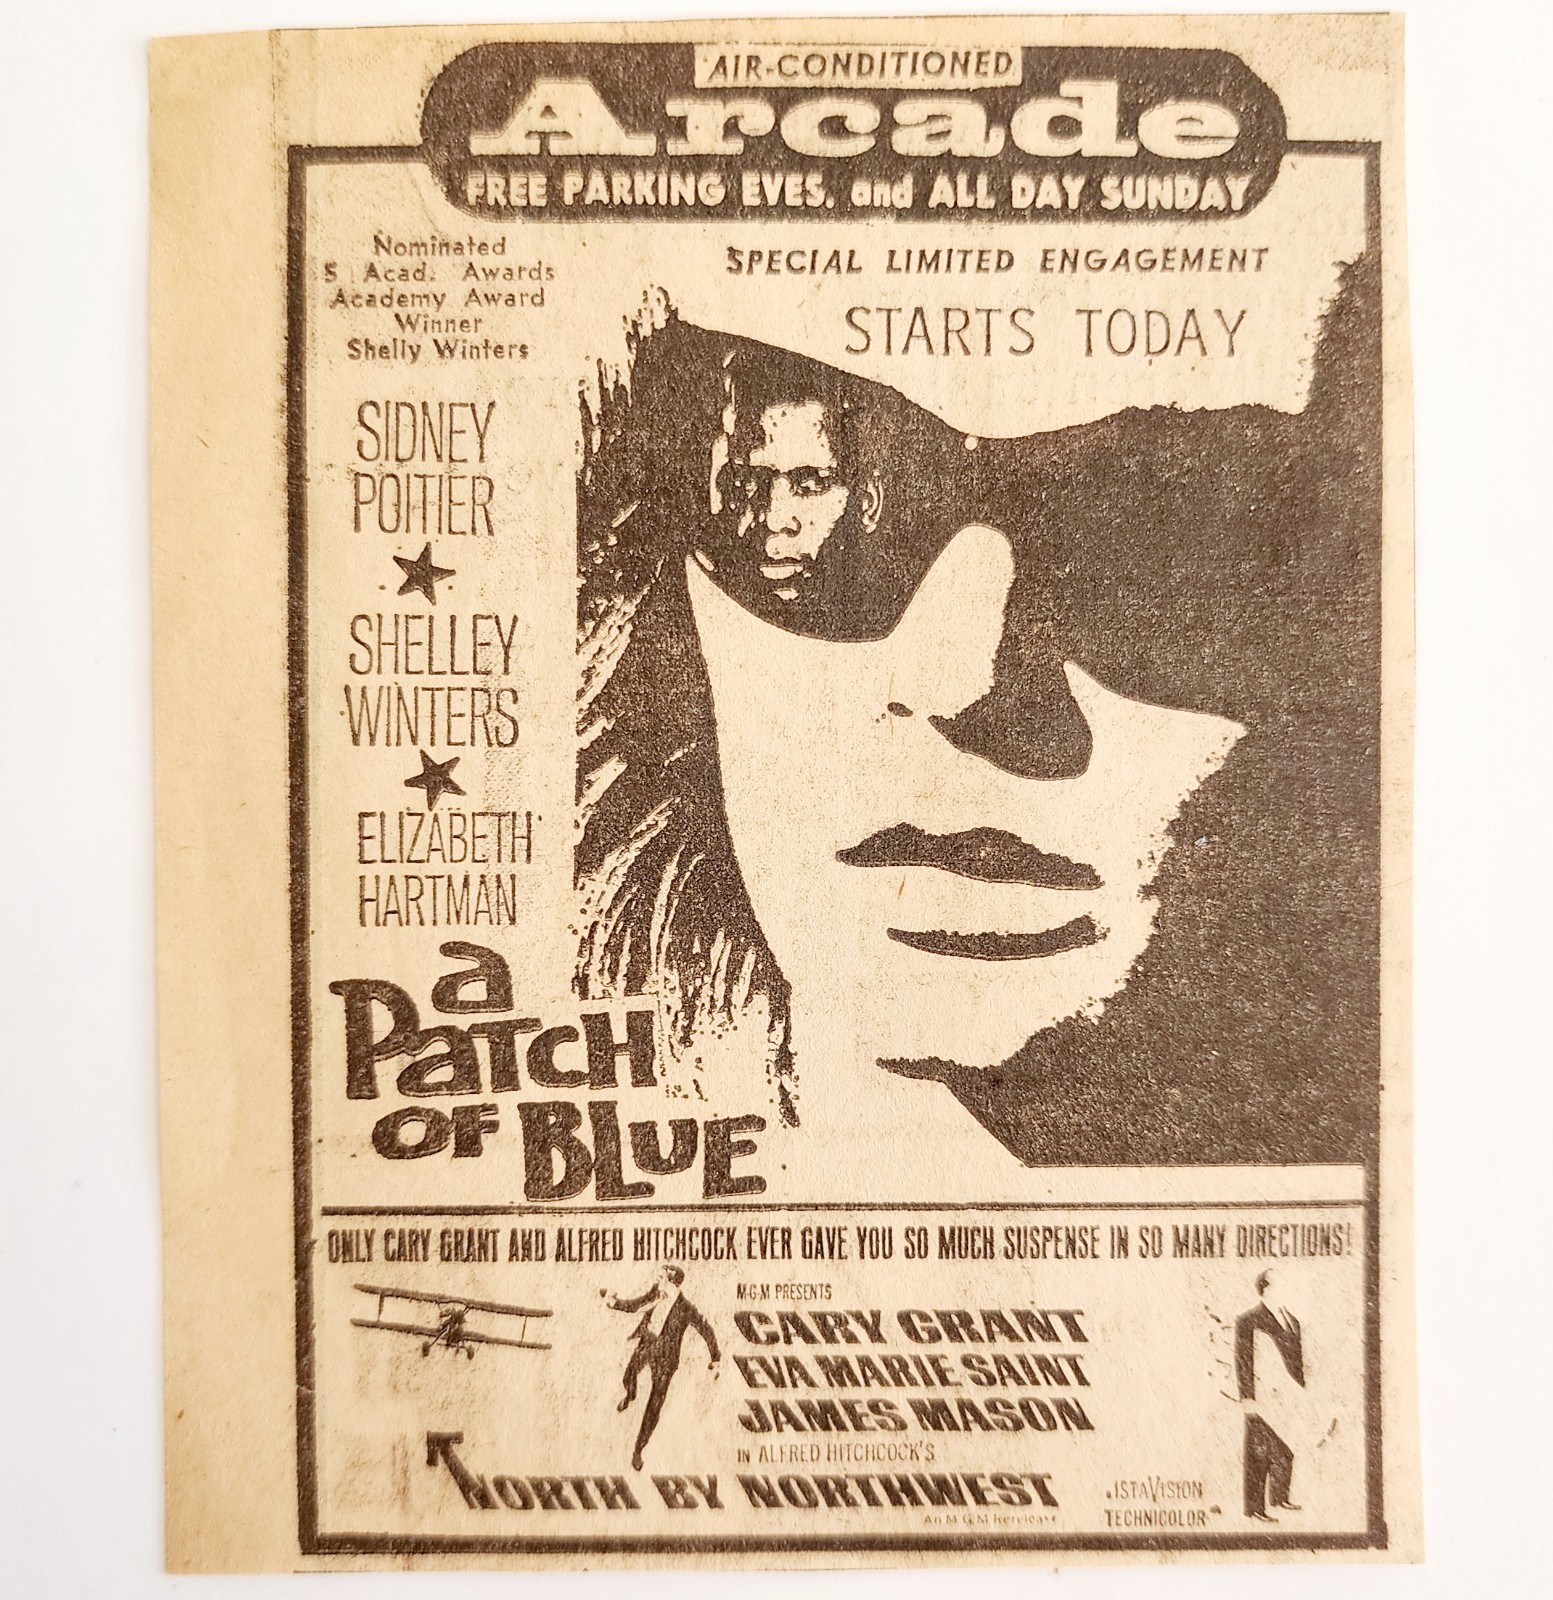 AIR-CONDITIONED
Arcade
FREE PARKING EVES. and ALL DAY SUNDAY
Nominated
5 Acad. Awards
Academy Award
Winner
Shelly Winters
SPECIAL LIMITED ENGAGEMENT
STARTS TODAY
SIDNEY
POITIER
SHELLEY
WINTERS
ELIZABETH
HARTMAN
a
PATCH
OF BLUE
ONLY CARY GRANT AND ALFRED HITCHCOCK EVER GAVE YOU SO MUCH SUSPENSE IN SO MANY DIRECTIONS!
M-G-M PRESENTS
CARY GRANT
EVA MARIE SAINT
JAMES MASON
IN ALFRED HITCHCOCK'S
NORTH BY NORTHWEST
An M G M Rerelease
ISTAVISION
TECHNICOLOR